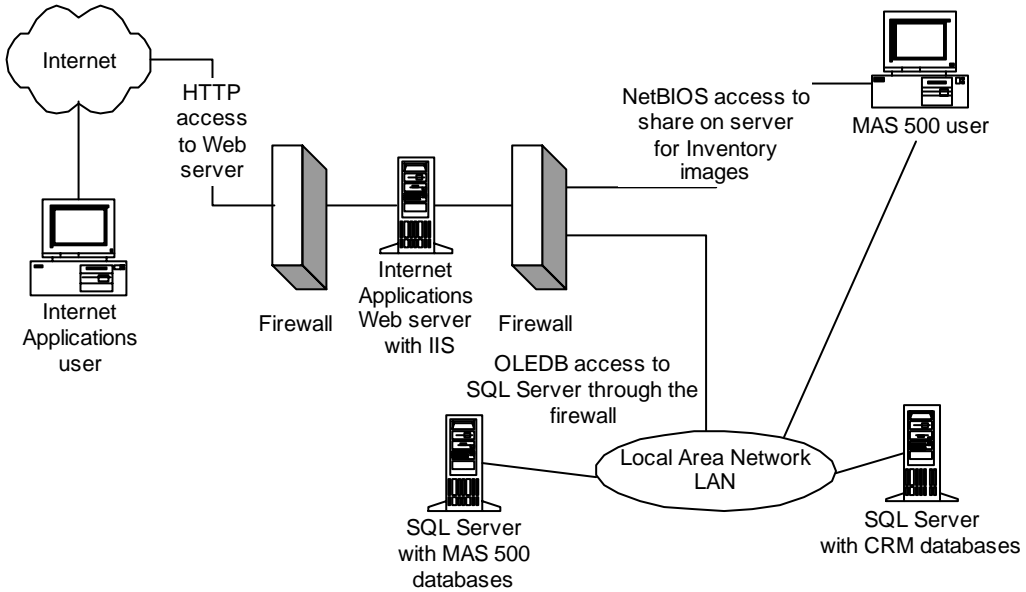 Internet
HTTP
access
to Web
server
NetBIOS access to
share on server
for Inventory
images
MAS 500 user
Internet
Applications
user
Firewall
Internet
Applications
Web server
with IIS
Firewall
OLEDB access to
SQL Server through the
firewall
Local Area Network
LAN
SQL Server
with MAS 500
databases
SQL Server
with CRM databases